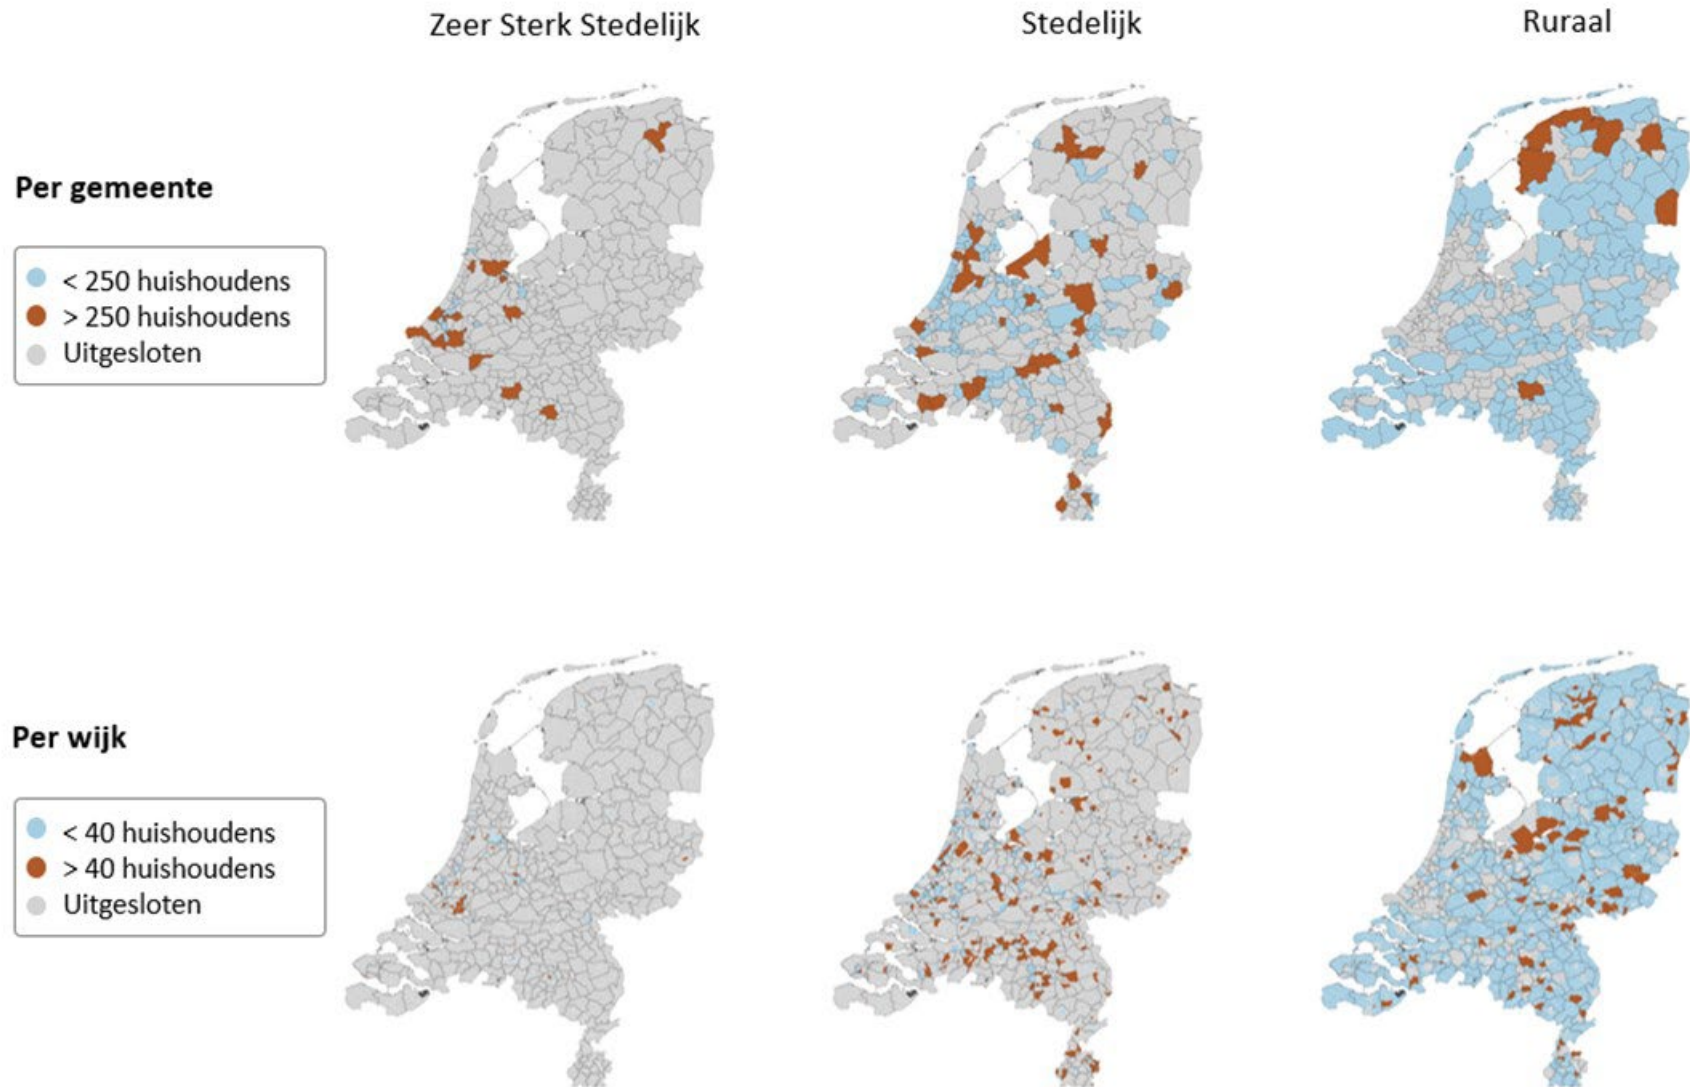 Zeer Sterk Stedelijk
Stedelijk
Ruraal
Per gemeente
< 250 huishoudens
> 250 huishoudens
Uitgesloten
Per wijk
< 40 huishoudens
> 40 huishoudens
Uitgesloten